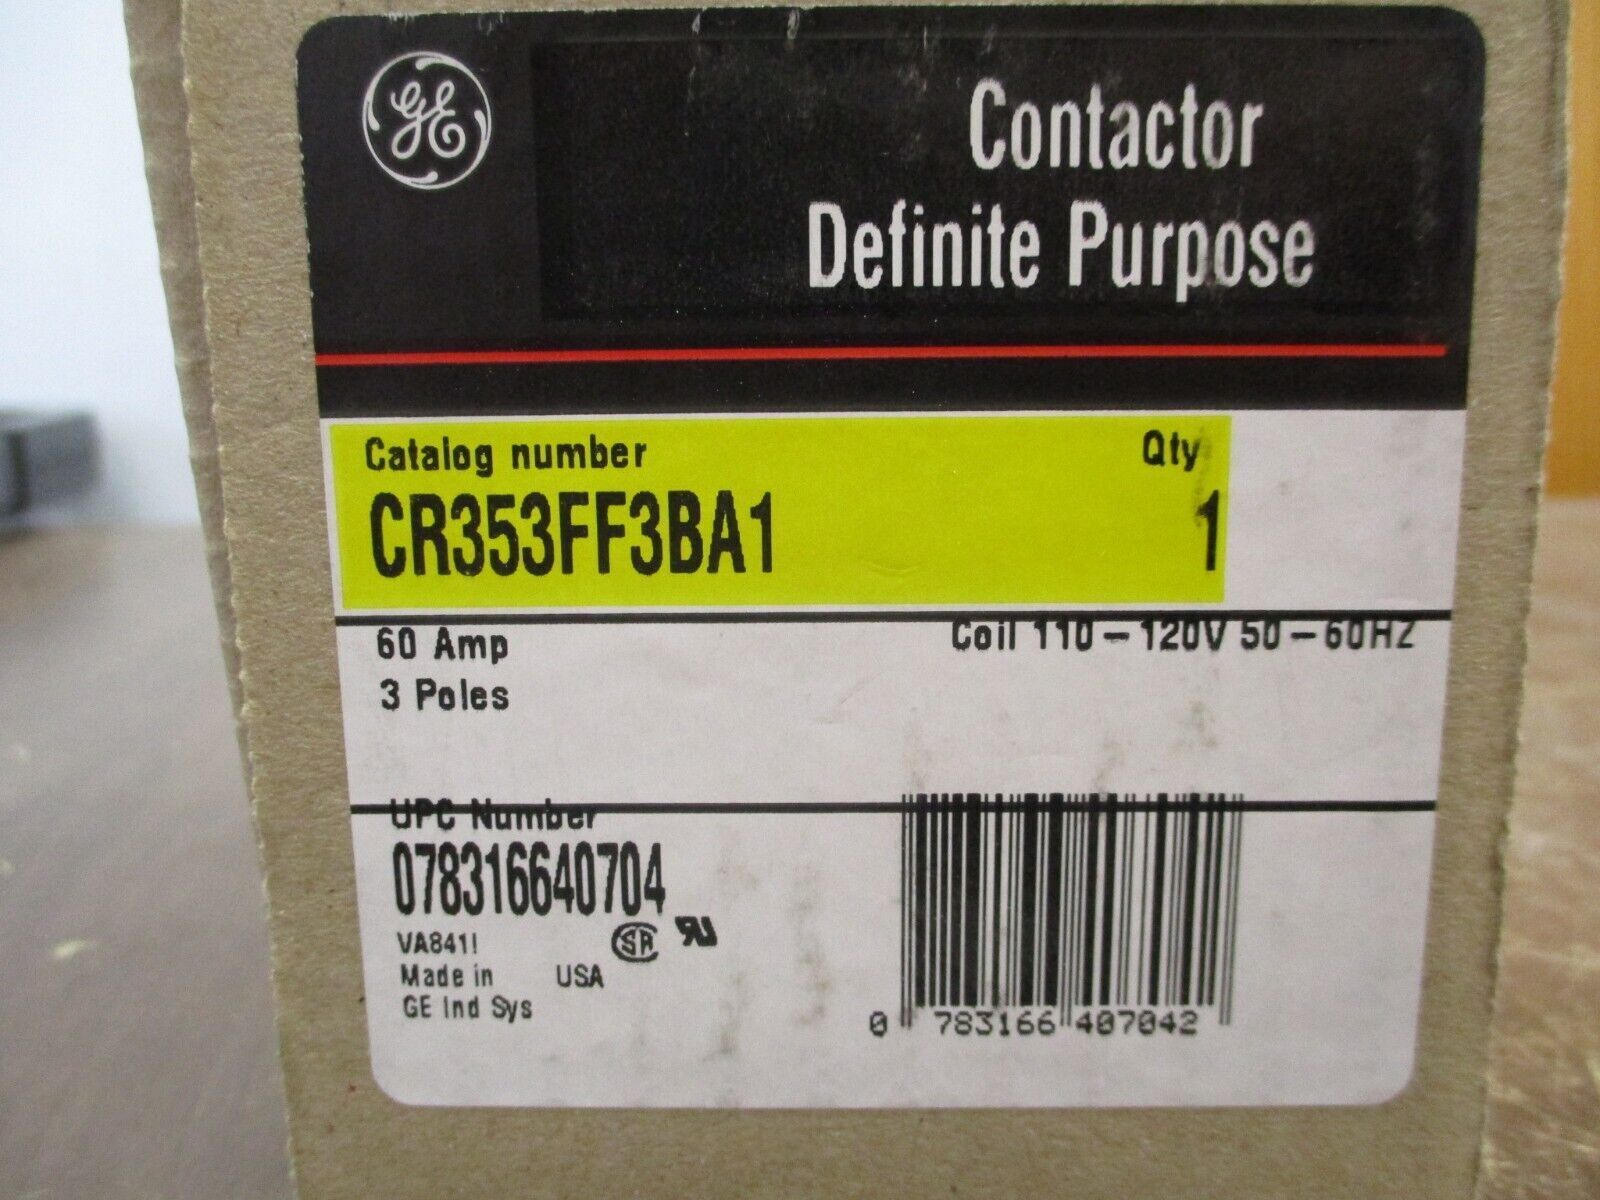 GE
Contactor
Definite Purpose
Catalog number Qty
CR353FF3BA1 1
60 Amp Coil 110-120V 50-60HZ
3 Poles
UPC Number
078316640704
VA841!
Made in USA
GE Ind Sys
0 783166 407042